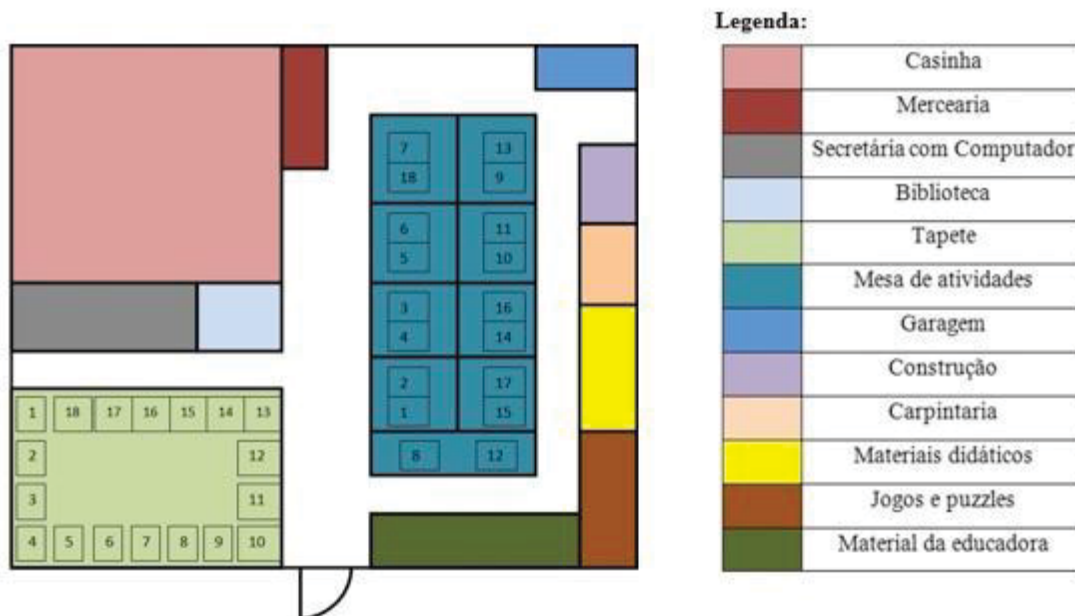 Legenda:
Casinha
Mercearia
Secretária com Computador
Biblioteca
Tapete
Mesa de atividades
Garagem
Construção
Carpintaria
Materiais didáticos
Jogos e puzzles
Material da educadora
7 13
18 9
6 11
5 10
3 16
4 14
2 17
1 15
8 12
1 18 17 16 15 14 13
2 12
3 11
4 5 6 7 8 9 10